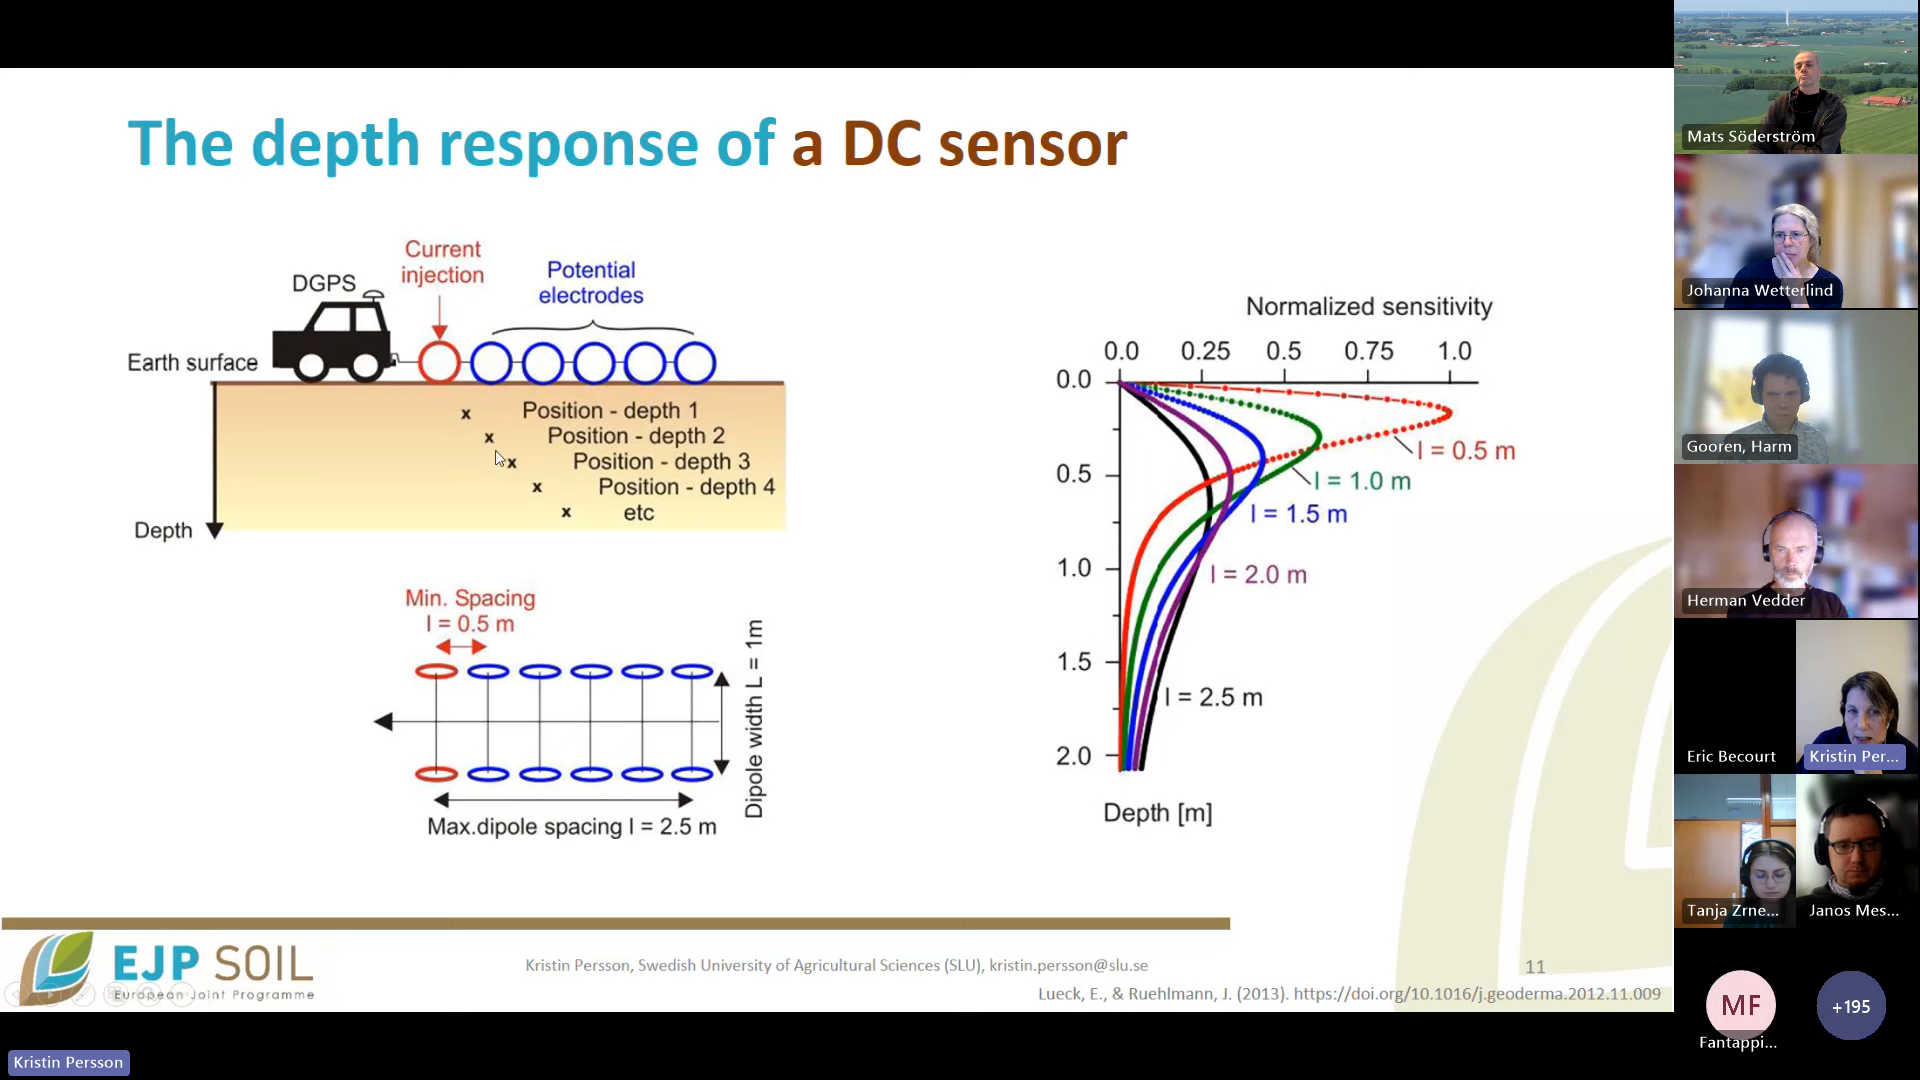 The depth response of a DC sensor
Current
injection
DGPS
Potential
electrodes
Earth surface
Position - depth 1
Position - depth 2
Position - depth 3
Position - depth 4
etc
x
x
x
x
x
Depth
Min. Spacing
l = 0.5 m
Dipole width L = 1m
Max.dipole spacing l = 2.5 m
Normalized sensitivity
0.0 0.25 0.5 0.75 1.0
0.0
0.5
1.0
1.5
2.0
l = 0.5 m
l = 1.0 m
l = 1.5 m
l = 2.0 m
l = 2.5 m
Depth [m]
EJP SOIL
European Joint Programme
Kristin Persson, Swedish University of Agricultural Sciences (SLU), kristin.persson@slu.se
11
Lueck, E., & Ruehlmann, J. (2013). https://doi.org/10.1016/j.geoderma.2012.11.009
Kristin Persson
Mats Söderström
Johanna Wetterlind
Gooren, Harm
Herman Vedder
Eric Becourt
Kristin Per...
Tanja Zrne...
Janos Mes...
MF
Fantappi...
+195